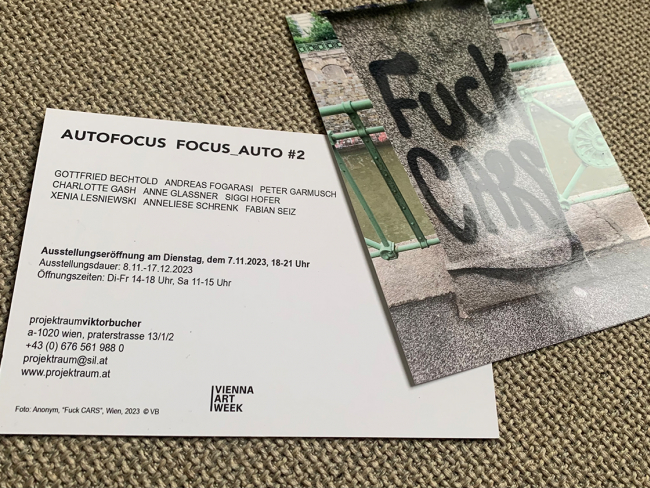 AUTOFOCUS FOCUS_AUTO #2
GOTTFRIED BECHTOLD ANDREAS FOGARASI PETER GARMUSCH
CHARLOTTE GASH ANNE GLASSNER SIGGI HOFER
XENIA LESNIEWSKI ANNELIESE SCHRENK FABIAN SEIZ
Ausstellungseröffnung am Dienstag, dem 7.11.2023, 18-21 Uhr
Ausstellungsdauer: 8.11.-17.12.2023
Öffnungszeiten: Di-Fr 14-18 Uhr, Sa 11-15 Uhr
projektraumviktorbucher
a-1020 wien, praterstrasse 13/1/2
+43 (0) 676 561 988 0
projektraum@sil.at
www.projektraum.at
Foto: Anonym, "Fuck CARS", Wien, 2023 © VB
VIENNA
ART
WEEK
Fuck
CARS